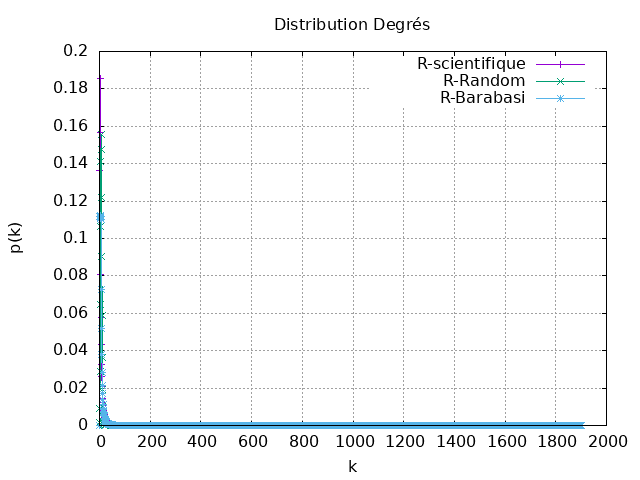 Distribution Degrés
R-scientifique
R-Random
R-Barabasi
p(k)
0.2
0.18
0.16
0.14
0.12
0.1
0.08
0.06
0.04
0.02
0
0 200 400 600 800 1000 1200 1400 1600 1800 2000
k